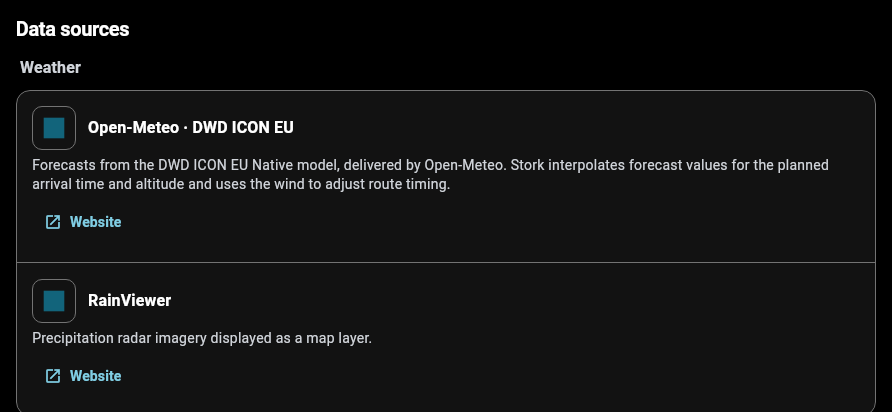 Data sources
Weather
Open-Meteo · DWD ICON EU
Forecasts from the DWD ICON EU Native model, delivered by Open-Meteo. Stork interpolates forecast values for the planned
arrival time and altitude and uses the wind to adjust route timing.
Website
RainViewer
Precipitation radar imagery displayed as a map layer.
Website